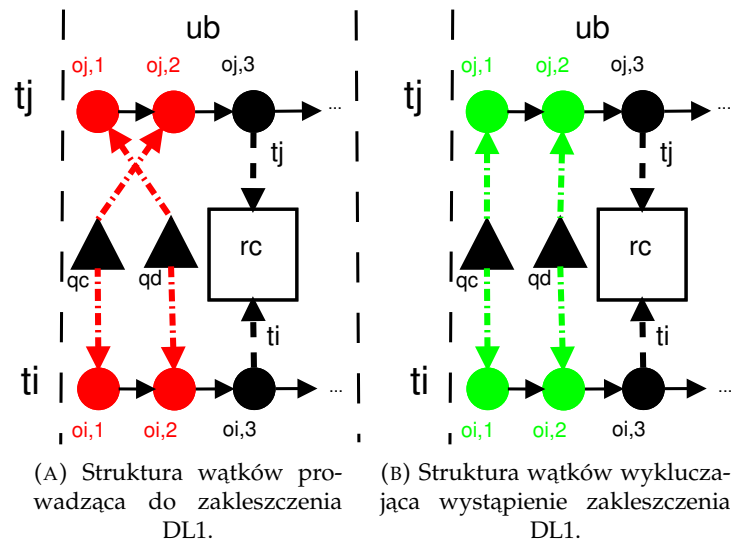 ub
oj,1 oj,2 oj,3
tj
...
tj
rc
qc qd
ti
ti
...
oi,1 oi,2 oi,3
(A) Struktura wątków pro-
wadząca do zakleszczenia
DL1.
ub
oj,1 oj,2 oj,3
tj
...
tj
rc
qc qd
ti
ti
...
oi,1 oi,2 oi,3
(B) Struktura wątków wyklucza-
jąca wystąpienie zakleszczenia
DL1.